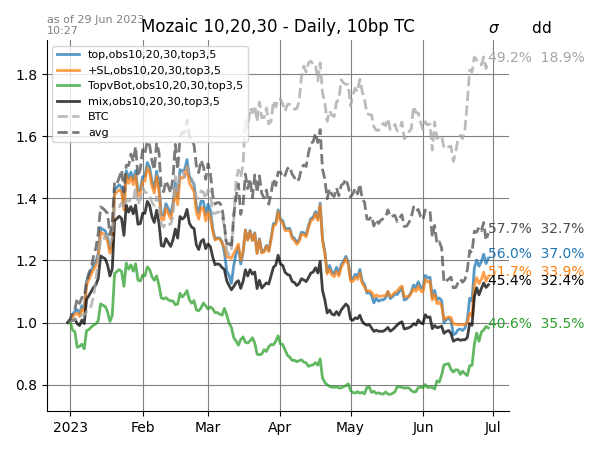 as of 29 Jun 2023
10:27
Mozaic 10,20,30 - Daily, 10bp TC
σ dd
top,obs10,20,30,top3,5
+SL,obs10,20,30,top3,5
TopvBot,obs10,20,30,top3,5
mix,obs10,20,30,top3,5
BTC
avg
1.8
1.6
1.4
1.2
1.0
0.8
49.2% 18.9%
57.7% 32.7%
56.0% 37.0%
51.7% 33.9%
45.4% 32.4%
40.6% 35.5%
2023 Feb Mar Apr May Jun Jul